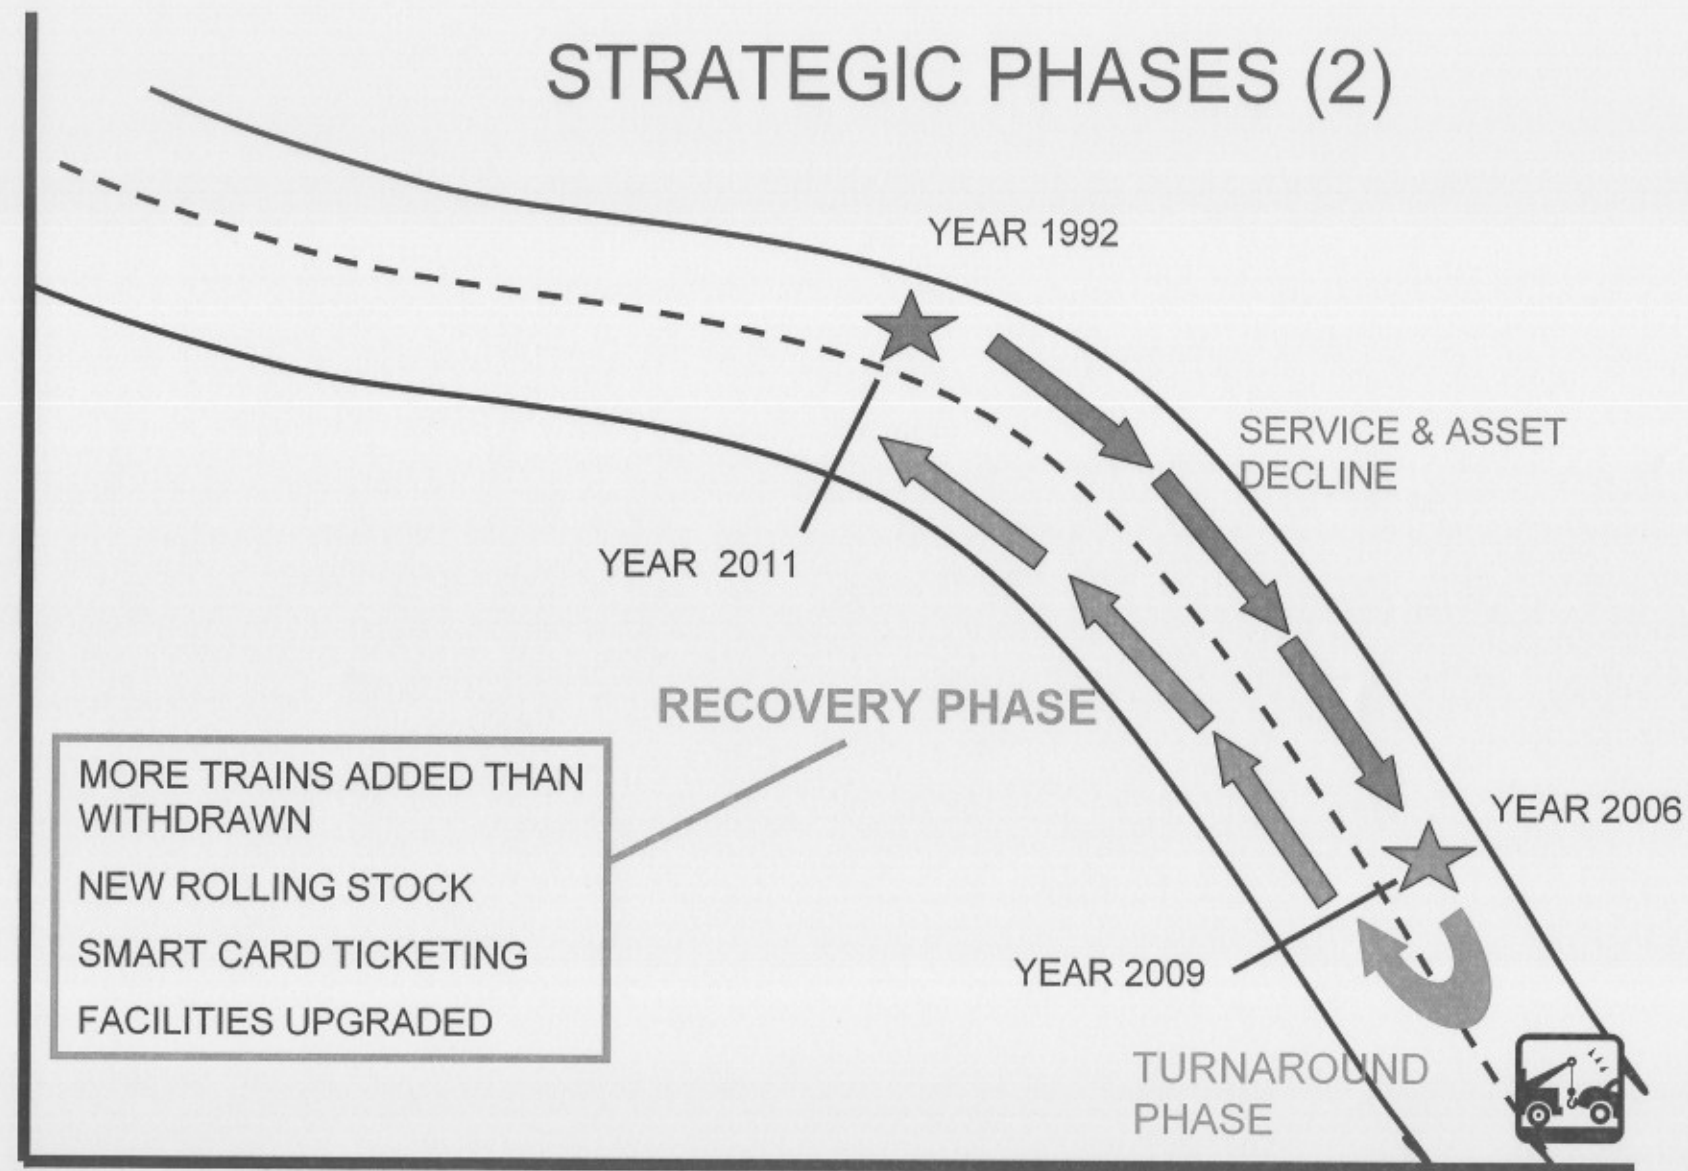 STRATEGIC PHASES (2)
YEAR 1992
SERVICE & ASSET
DECLINE
YEAR 2011
RECOVERY PHASE
MORE TRAINS ADDED THAN
WITHDRAWN
NEW ROLLING STOCK
SMART CARD TICKETING
FACILITIES UPGRADED
YEAR 2006
YEAR 2009
TURNAROUND
PHASE